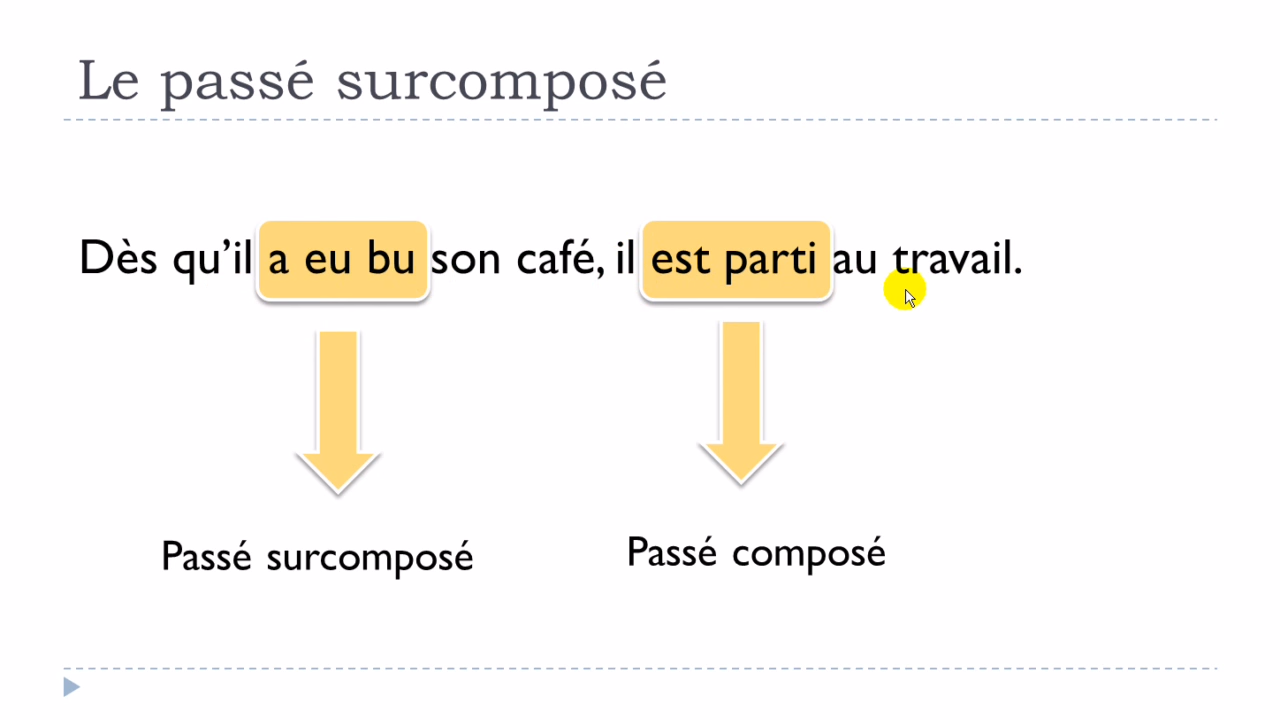 Le passé surcomposé
Dès qu’il a eu bu son café, il est parti au travail.
Passé surcomposé
Passé composé